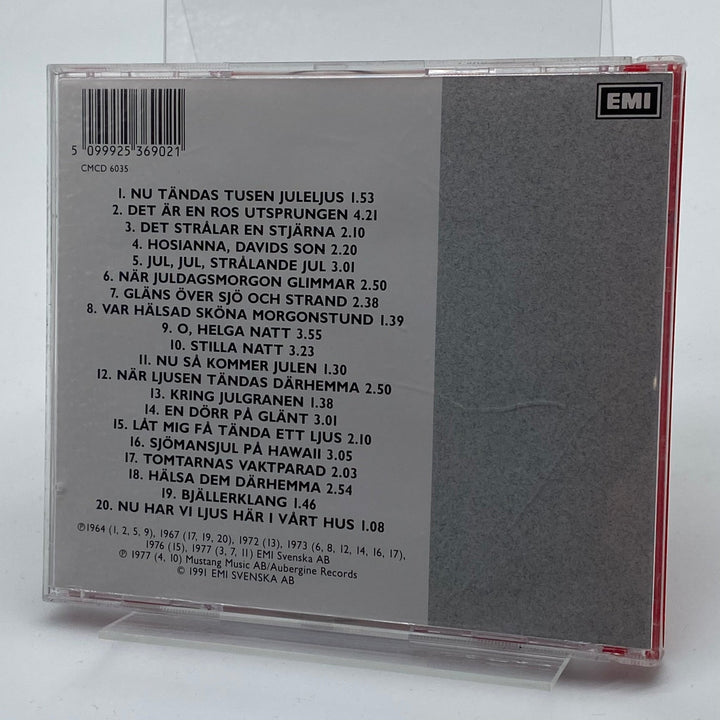 EMI
5 099925 369021
CMCD 6035
1. NU TÄNDAS TUSEN JULELJUS 1.53
2. DET ÄR EN ROS UTSPRUNGEN 4.21
3. DET STRÅLAR EN STJÄRNA 2.10
4. HOSIANNA, DAVIDS SON 2.20
5. JUL, JUL, STRÅLANDE JUL 3.01
6. NÄR JULDAGSMORGON GLIMMAR 2.50
7. GLÄNS ÖVER SJÖ OCH STRAND 2.38
8. VAR HÄLSAD SKÖNA MORGONSTUND 1.39
9. O, HELGA NATT 3.55
10. STILLA NATT 3.23
11. NU SÅ KOMMER JULEN 1.30
12. NÄR LJUSEN TÄNDAS DÄRHEMMA 2.50
13. KRING JULGRANEN 1.38
14. EN DÖRR PÅ GLÄNT 3.01
15. LÅT MIG FÅ TÄNDA ETT LJUS 2.10
16. SJÖMANSJUL PÅ HAWAII 3.05
17. TOMTARNAS VAKTPARAD 2.03
18. HÄLSA DEM DÄRHEMMA 2.54
19. BJÄLLERKLANG 1.46
20. NU HAR VI LJUS HÄR I VÅRT HUS 1.08
℗1964 (1, 2, 5, 9), 1967 (17, 19, 20), 1972 (13), 1973 (6, 8, 12, 14, 16, 17),
1976 (15), 1977 (3, 7, 11) EMI Svenska AB
℗ 1977 (4, 10) Mustang Music AB/Aubergine Records
© 1991 EMI SVENSKA AB